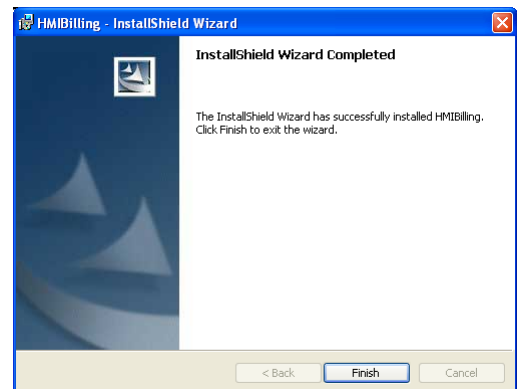 HMIBilling - InstallShield Wizard
InstallShield Wizard Completed
The InstallShield Wizard has successfully installed HMIBilling.
Click Finish to exit the wizard.
< Back
Finish
Cancel